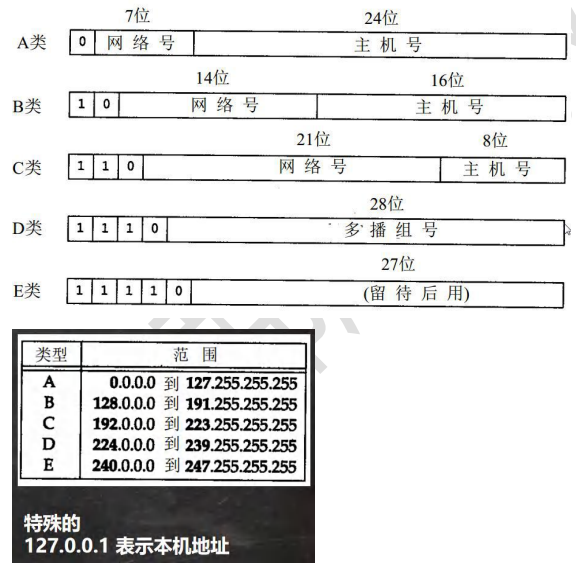 7位 24位
A类 0 网络号 主机号
14位 16位
B类 1 0 网络号 主机号
21位 8位
C类 1 1 0 网络号 主机号
28位
D类 1 1 1 0 多播组号
27位
E类 1 1 1 1 0 (留待后用)
类型 范围
A 0.0.0.0 到 127.255.255.255
B 128.0.0.0 到 191.255.255.255
C 192.0.0.0 到 223.255.255.255
D 224.0.0.0 到 239.255.255.255
E 240.0.0.0 到 247.255.255.255
特殊的
127.0.0.1 表示本机地址